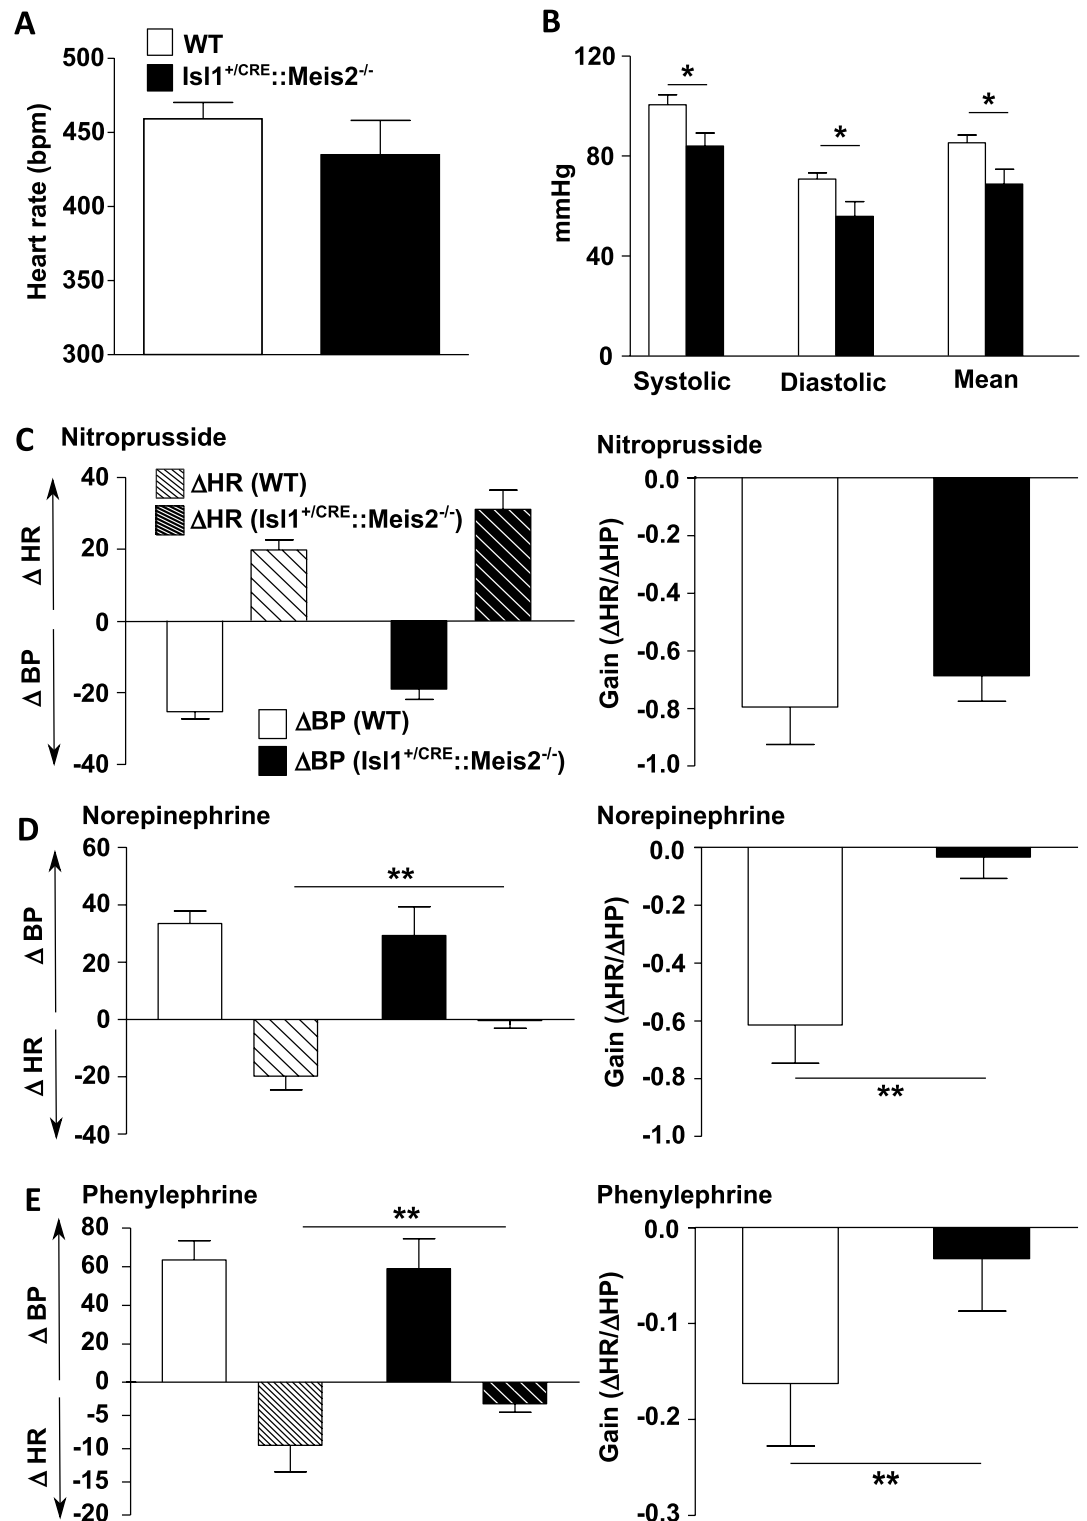 A
WT
Isl1+/CRE::Meis2-/-
Heart rate (bpm)
500
450
400
350
300
B
mmHg
120
80
40
0
*
*
*
Systolic
Diastolic
Mean
C
Nitroprusside
Δ HR
Δ BP
40
20
0
-20
-40
ΔHR (WT)
ΔHR (Isl1+/CRE::Meis2-/-)
ΔBP (WT)
ΔBP (Isl1+/CRE::Meis2-/-)
Nitroprusside
Gain (ΔHR/ΔHP)
0.0
-0.2
-0.4
-0.6
-0.8
-1.0
D
Norepinephrine
Δ BP
Δ HR
60
40
20
0
-20
-40
**
Norepinephrine
Gain (ΔHR/ΔHP)
0.0
-0.2
-0.4
-0.6
-0.8
-1.0
**
E
Phenylephrine
Δ BP
Δ HR
80
60
40
20
0
-5
-10
-15
-20
**
Phenylephrine
Gain (ΔHR/ΔHP)
0.0
-0.1
-0.2
-0.3
**